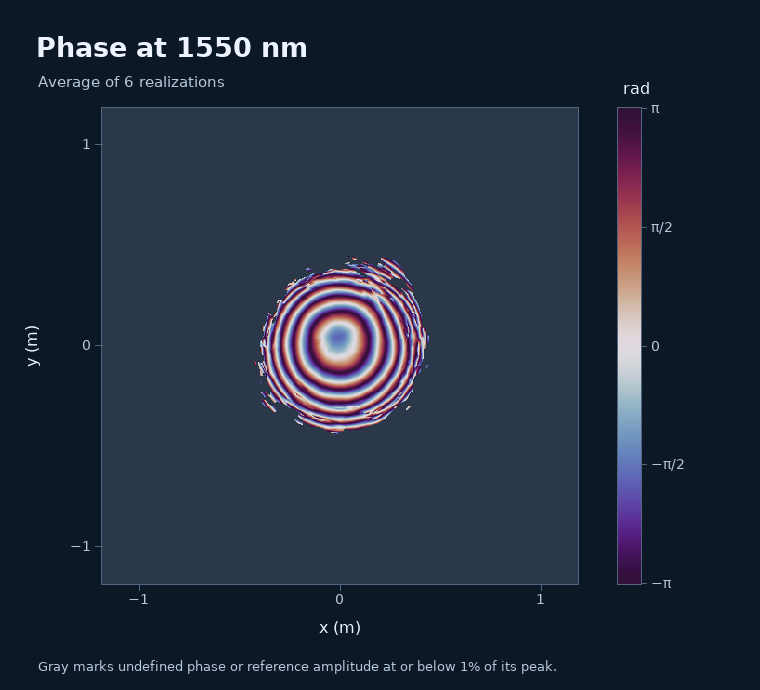 Phase at 1550 nm
Average of 6 realizations
rad
π
π/2
0
−π/2
−π
1
0
−1
y (m)
−1
0
1
x (m)
Gray marks undefined phase or reference amplitude at or below 1% of its peak.